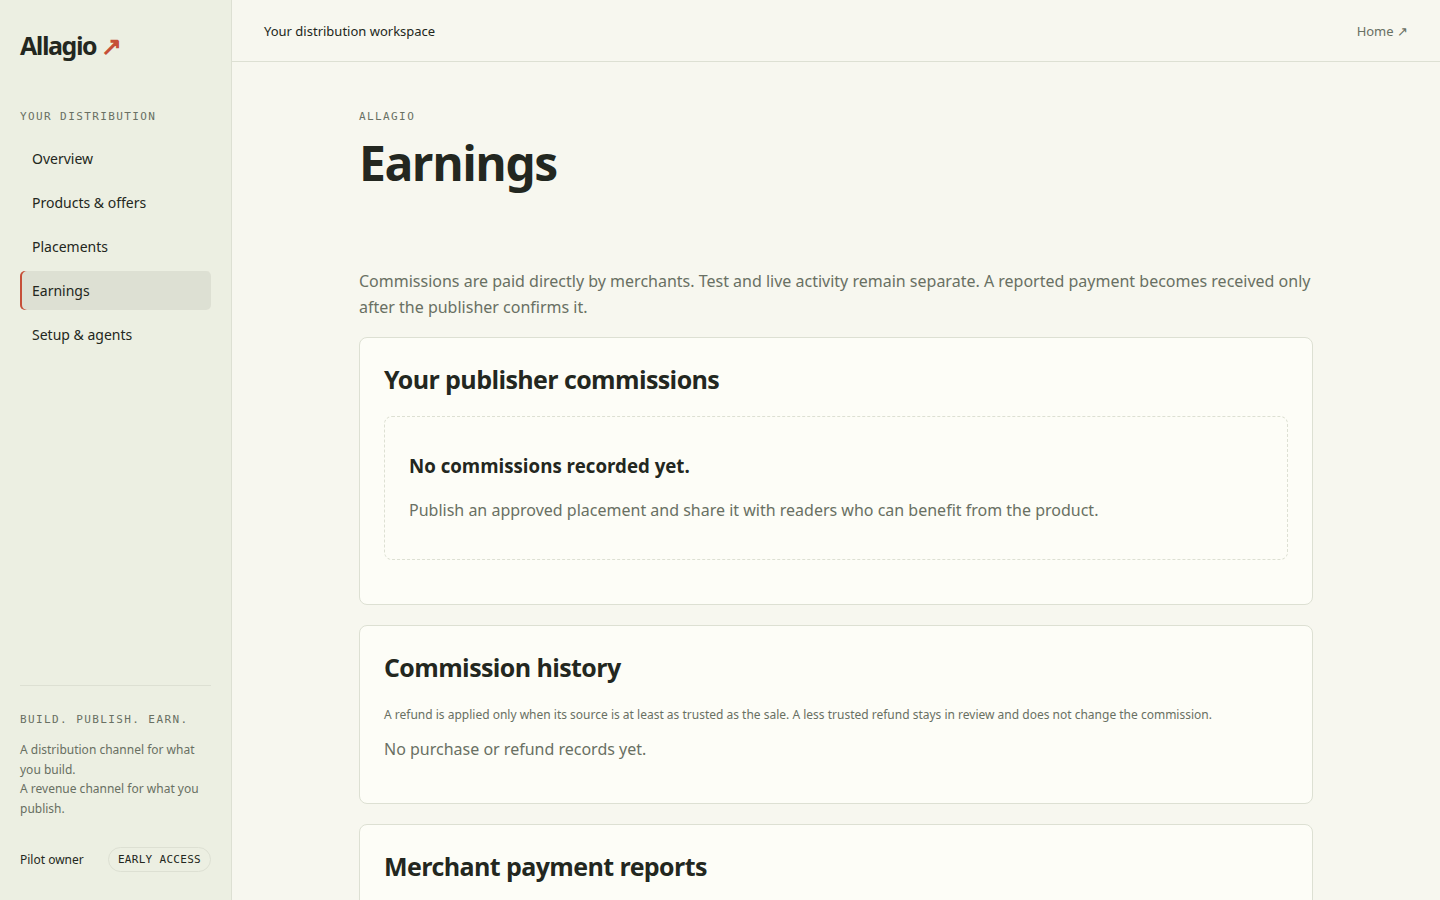 Allagio ↗
YOUR DISTRIBUTION
Overview
Products & offers
Placements
Earnings
Setup & agents
BUILD. PUBLISH. EARN.
A distribution channel for what
you build.
A revenue channel for what you
publish.
Pilot owner
EARLY ACCESS
Your distribution workspace
Home ↗
ALLAGIO
Earnings
Commissions are paid directly by merchants. Test and live activity remain separate. A reported payment becomes received only
after the publisher confirms it.
Your publisher commissions
No commissions recorded yet.
Publish an approved placement and share it with readers who can benefit from the product.
Commission history
A refund is applied only when its source is at least as trusted as the sale. A less trusted refund stays in review and does not change the commission.
No purchase or refund records yet.
Merchant payment reports